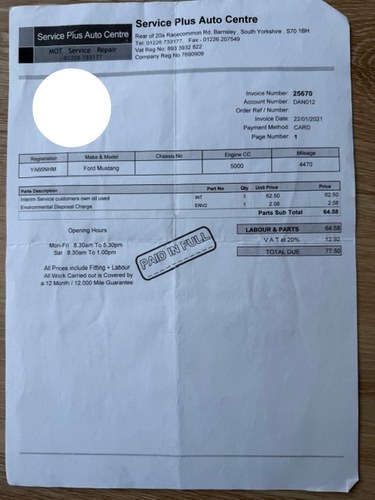 Service Plus Auto Centre
MOT Service Repair
01226 733177
Service Plus Auto Centre
Rear of 20a Racecommon Rd, Barnsley, South Yorkshire, S70 1BH
Tel: 01226 733177, Fax:- 01226 207549
Vat Reg No: 893 3932 622
Company Reg No.7690909
Invoice Number: 25670
Account Number: DAN012
Order Ref / Number:
Invoice Date: 22/01/2021
Payment Method: CARD
Page Number: 1
Registration Make & Model Chassis No Engine CC Mileage
YA66NHM Ford Mustang 5000 4470
Parts Description Part No Qty Unit Price Price
Interim Service customers own oil used INT 1 62.50 62.50
Environmental Disposal Charge ENV2 1 2.08 2.08
Parts Sub Total 64.58
Opening Hours
Mon-Fri 8.30am To 5.30pm
Sat 8.30am To 1.00pm
All Prices include Fitting + Labour
All Work Carried out is Covered by
a 12 Month / 12,000 Mile Guarantee
PAID IN FULL
LABOUR & PARTS 64.58
V.A.T at 20% 12.92
TOTAL DUE 77.50